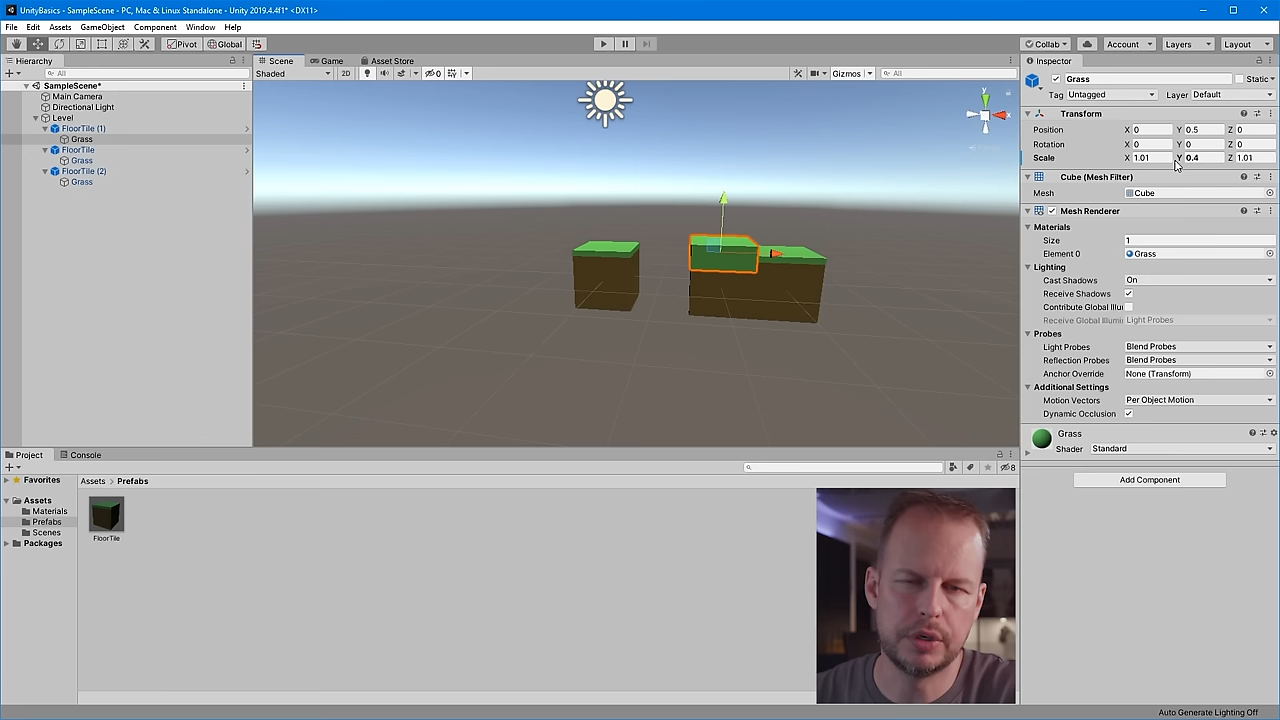 UnityBasics - SampleScene - PC, Mac & Linux Standalone - Unity 2019.4.4f1* <DX11>
File Edit Assets GameObject Component Window Help
Pivot Global Collab Account Layers Layout
Hierarchy
All
SampleScene*
Main Camera
Directional Light
Level
FloorTile (1)
Grass
FloorTile
Grass
FloorTile (2)
Grass
Scene Game Asset Store
Shaded 2D 0 Gizmos All
y
x
Inspector
Grass Static
Tag Untagged Layer Default
Transform
Position X 0 Y 0.5 Z 0
Rotation X 0 Y 0 Z 0
Scale X 1.01 Y 0.4 Z 1.01
Cube (Mesh Filter)
Mesh Cube
Mesh Renderer
Materials
Size 1
Element 0 Grass
Lighting
Cast Shadows On
Receive Shadows
Contribute Global Illu
Receive Global Illumi Light Probes
Probes
Light Probes Blend Probes
Reflection Probes Blend Probes
Anchor Override None (Transform)
Additional Settings
Motion Vectors Per Object Motion
Dynamic Occlusion
Grass
Shader Standard
Add Component
Project Console
8
Favorites
Assets
Materials
Prefabs
Scenes
Packages
Assets > Prefabs
FloorTile
Auto Generate Lighting Off